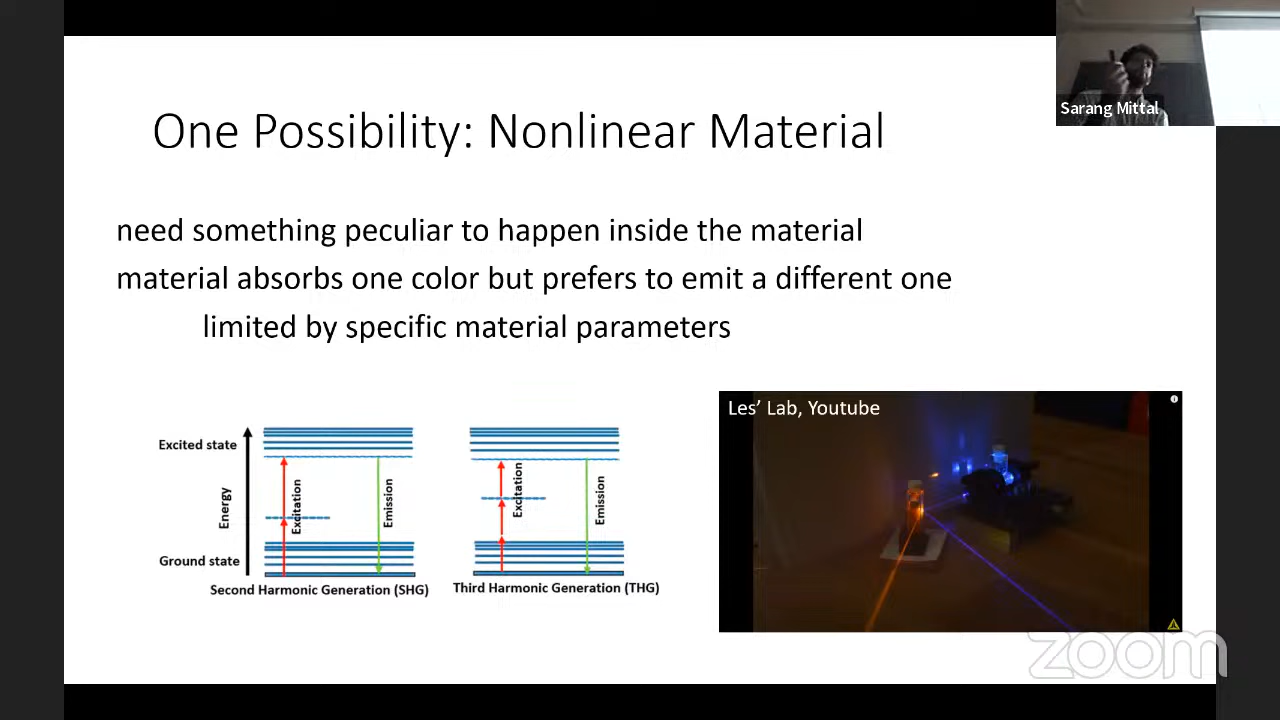 Sarang Mittal
One Possibility: Nonlinear Material
need something peculiar to happen inside the material
material absorbs one color but prefers to emit a different one
limited by specific material parameters
Les’ Lab, Youtube
Excited state
Energy
Ground state
Excitation
Emission
Second Harmonic Generation (SHG)
Excitation
Emission
Third Harmonic Generation (THG)
zoom